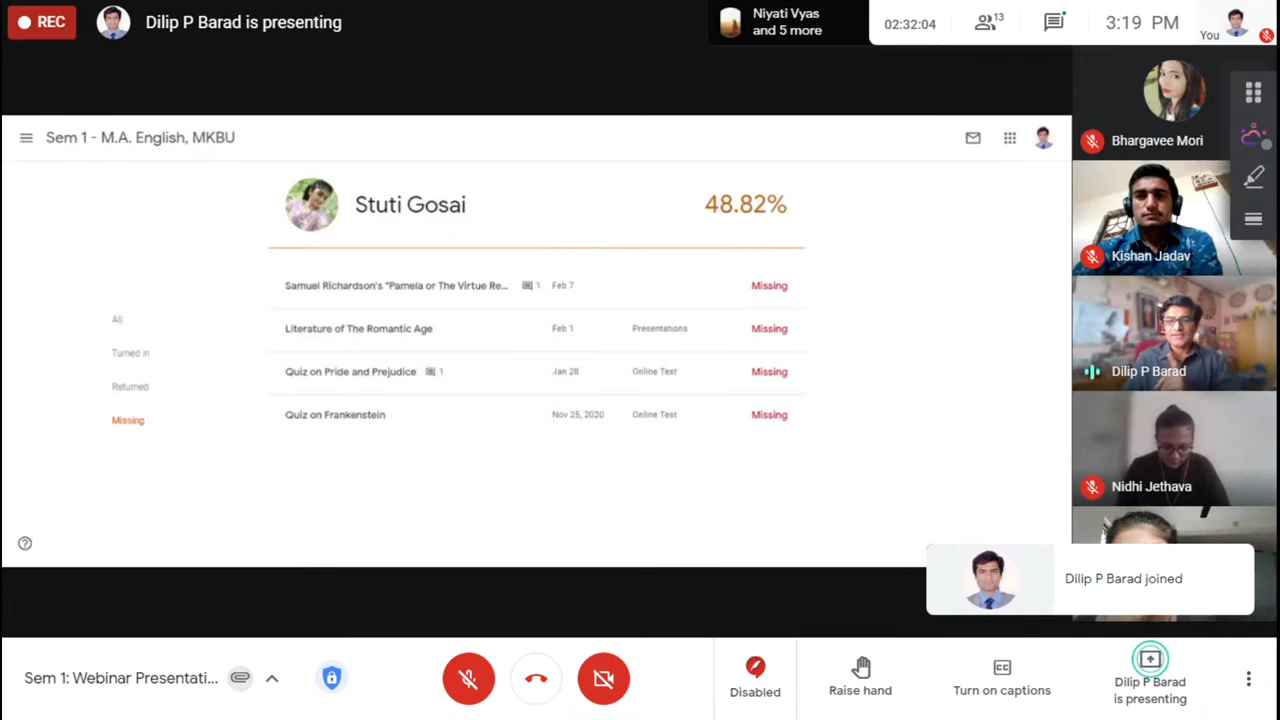 REC
Dilip P Barad is presenting
Niyati Vyas
and 5 more
02:32:04
13
3:19 PM
You
Sem 1 - M.A. English, MKBU
Stuti Gosai
48.82%
Samuel Richardson's "Pamela or The Virtue Re... 1 Feb 7 Missing
Literature of The Romantic Age Feb 1 Presentations Missing
Quiz on Pride and Prejudice 1 Jan 28 Online Test Missing
Quiz on Frankenstein Nov 25, 2020 Online Test Missing
All
Turned in
Returned
Missing
Bhargavee Mori
Kishan Jadav
Dilip P Barad
Nidhi Jethava
Dilip P Barad joined
Sem 1: Webinar Presentati...
Disabled
Raise hand
Turn on captions
Dilip P Barad
is presenting